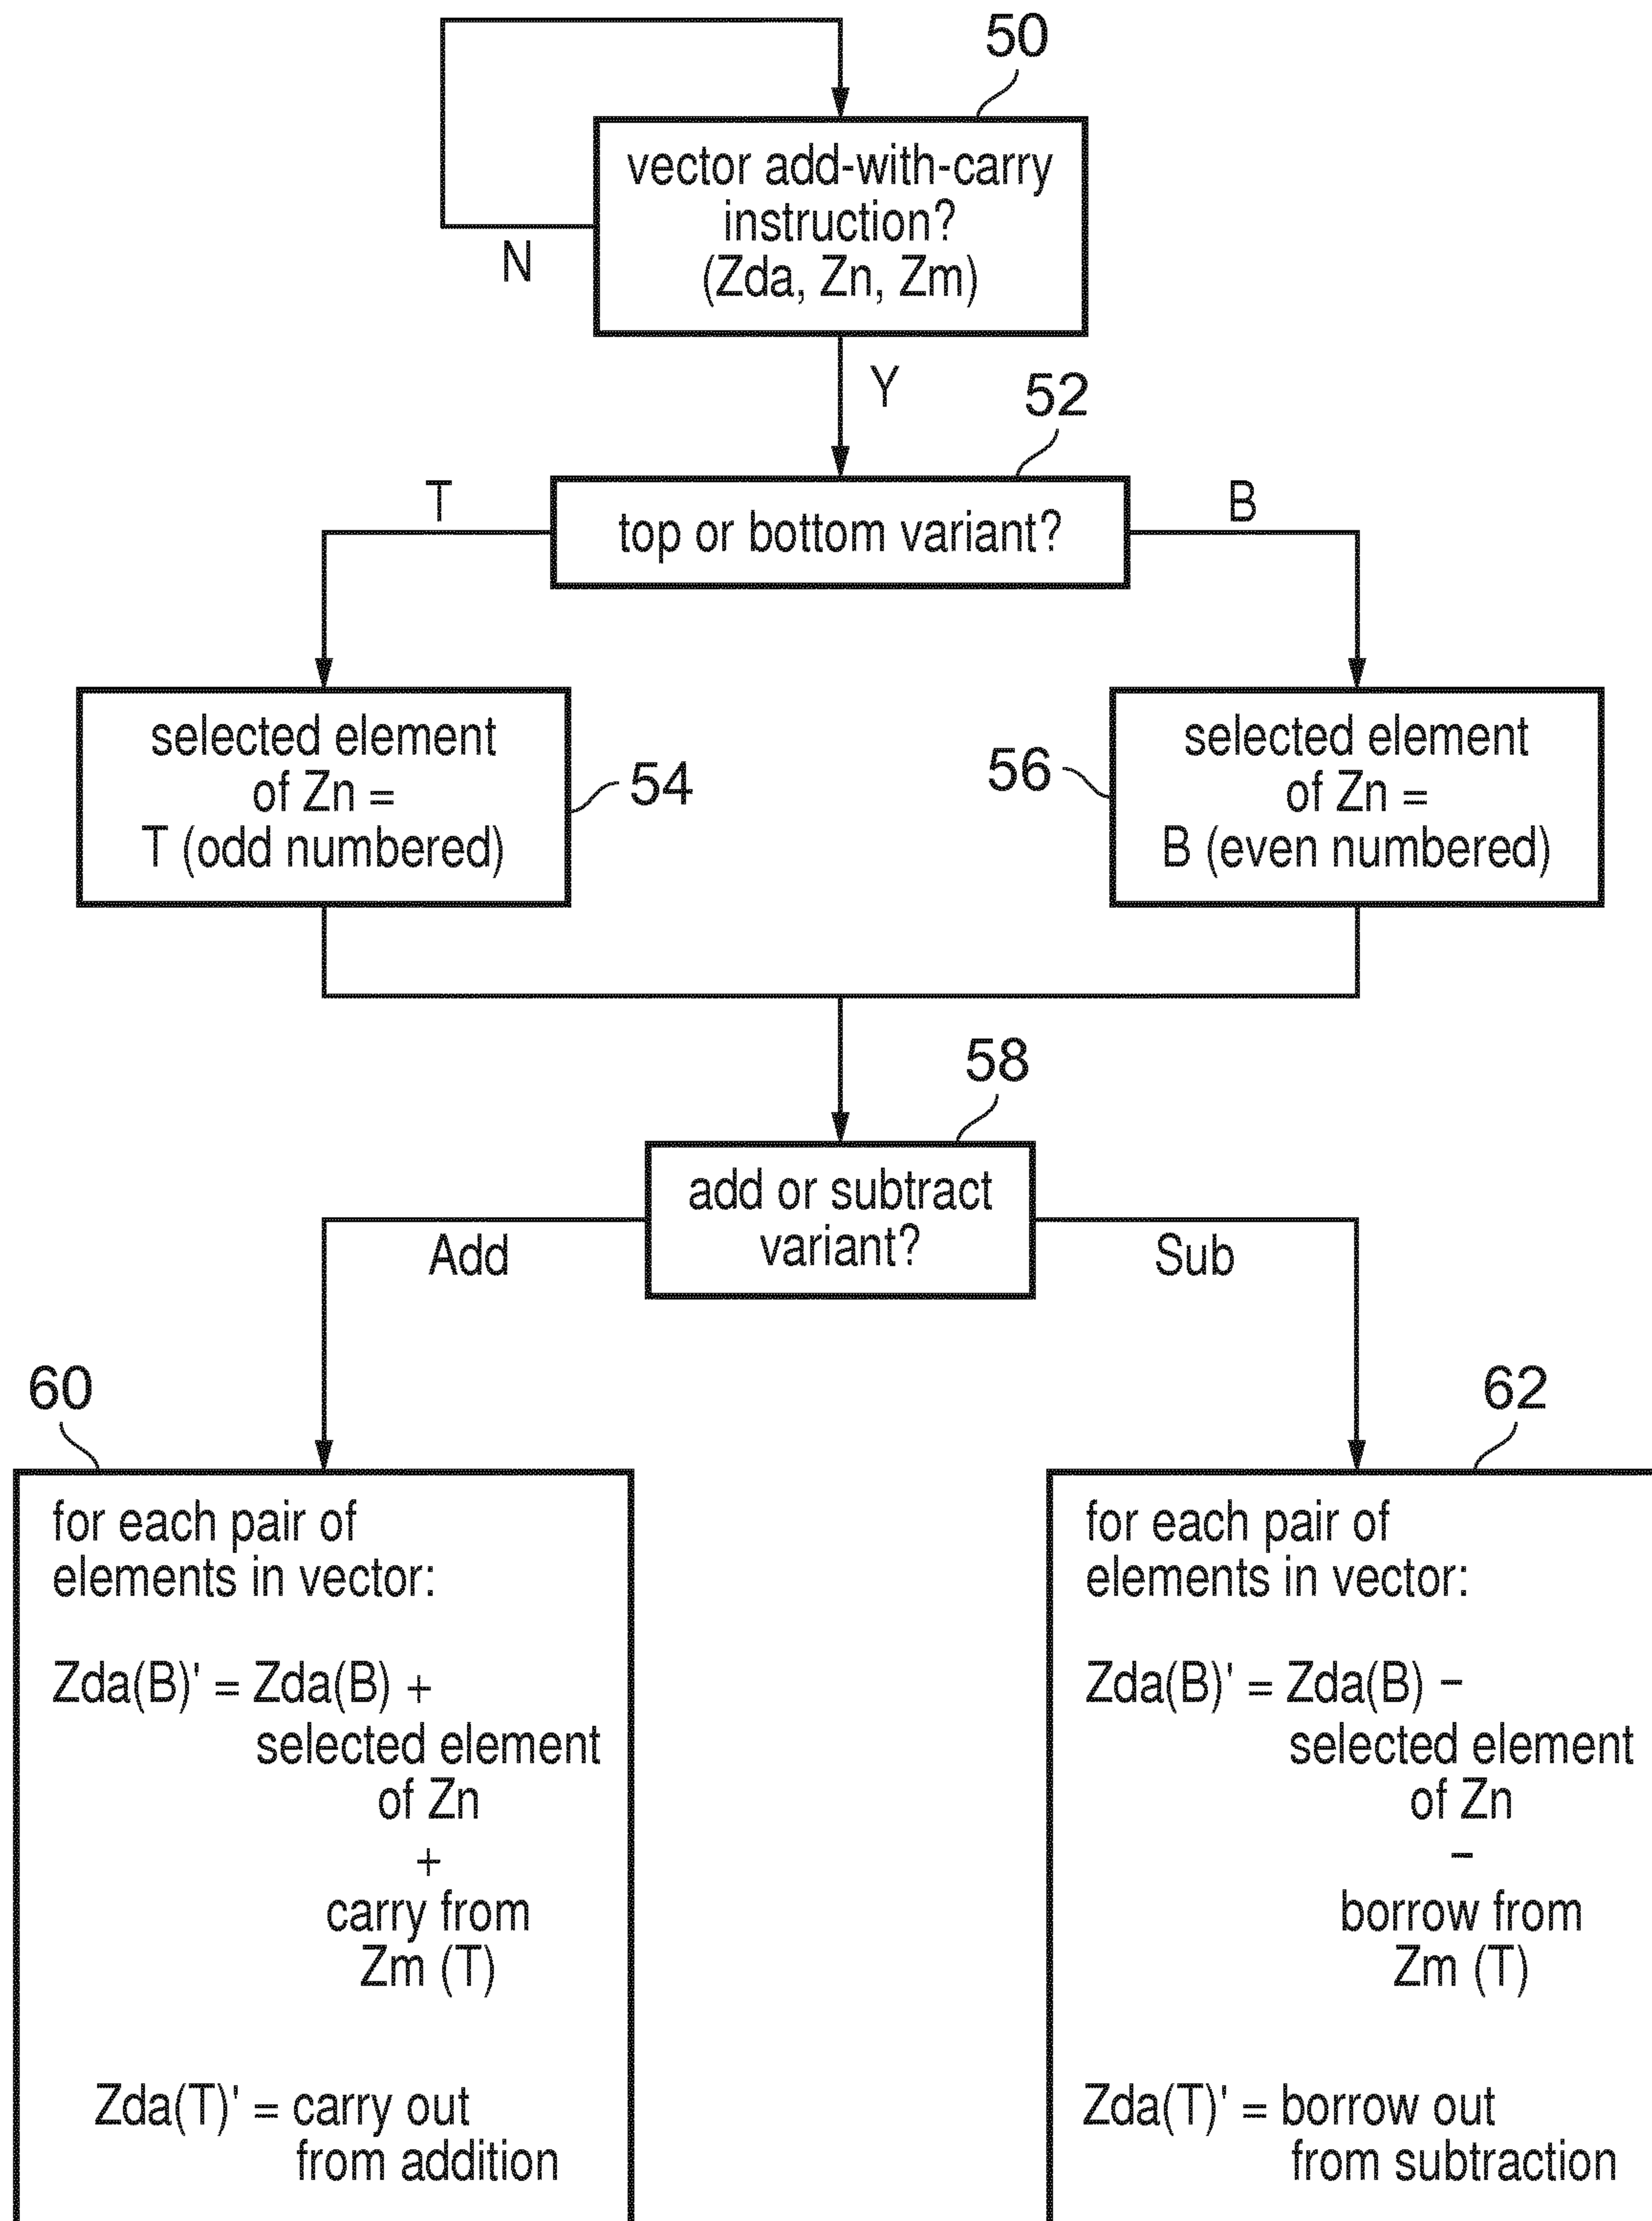 50
vector add-with-carry
instruction?
(Zda, Zn, Zm)
N
Y
52
T
top or bottom variant?
B
selected element
of Zn =
T (odd numbered)
54
56
selected element
of Zn =
B (even numbered)
58
add or subtract
variant?
Add
Sub
60
for each pair of
elements in vector:
Zda(B)' = Zda(B) +
selected element
of Zn
+
carry from
Zm (T)
Zda(T)' = carry out
from addition
62
for each pair of
elements in vector:
Zda(B)' = Zda(B) −
selected element
of Zn
−
borrow from
Zm (T)
Zda(T)' = borrow out
from subtraction